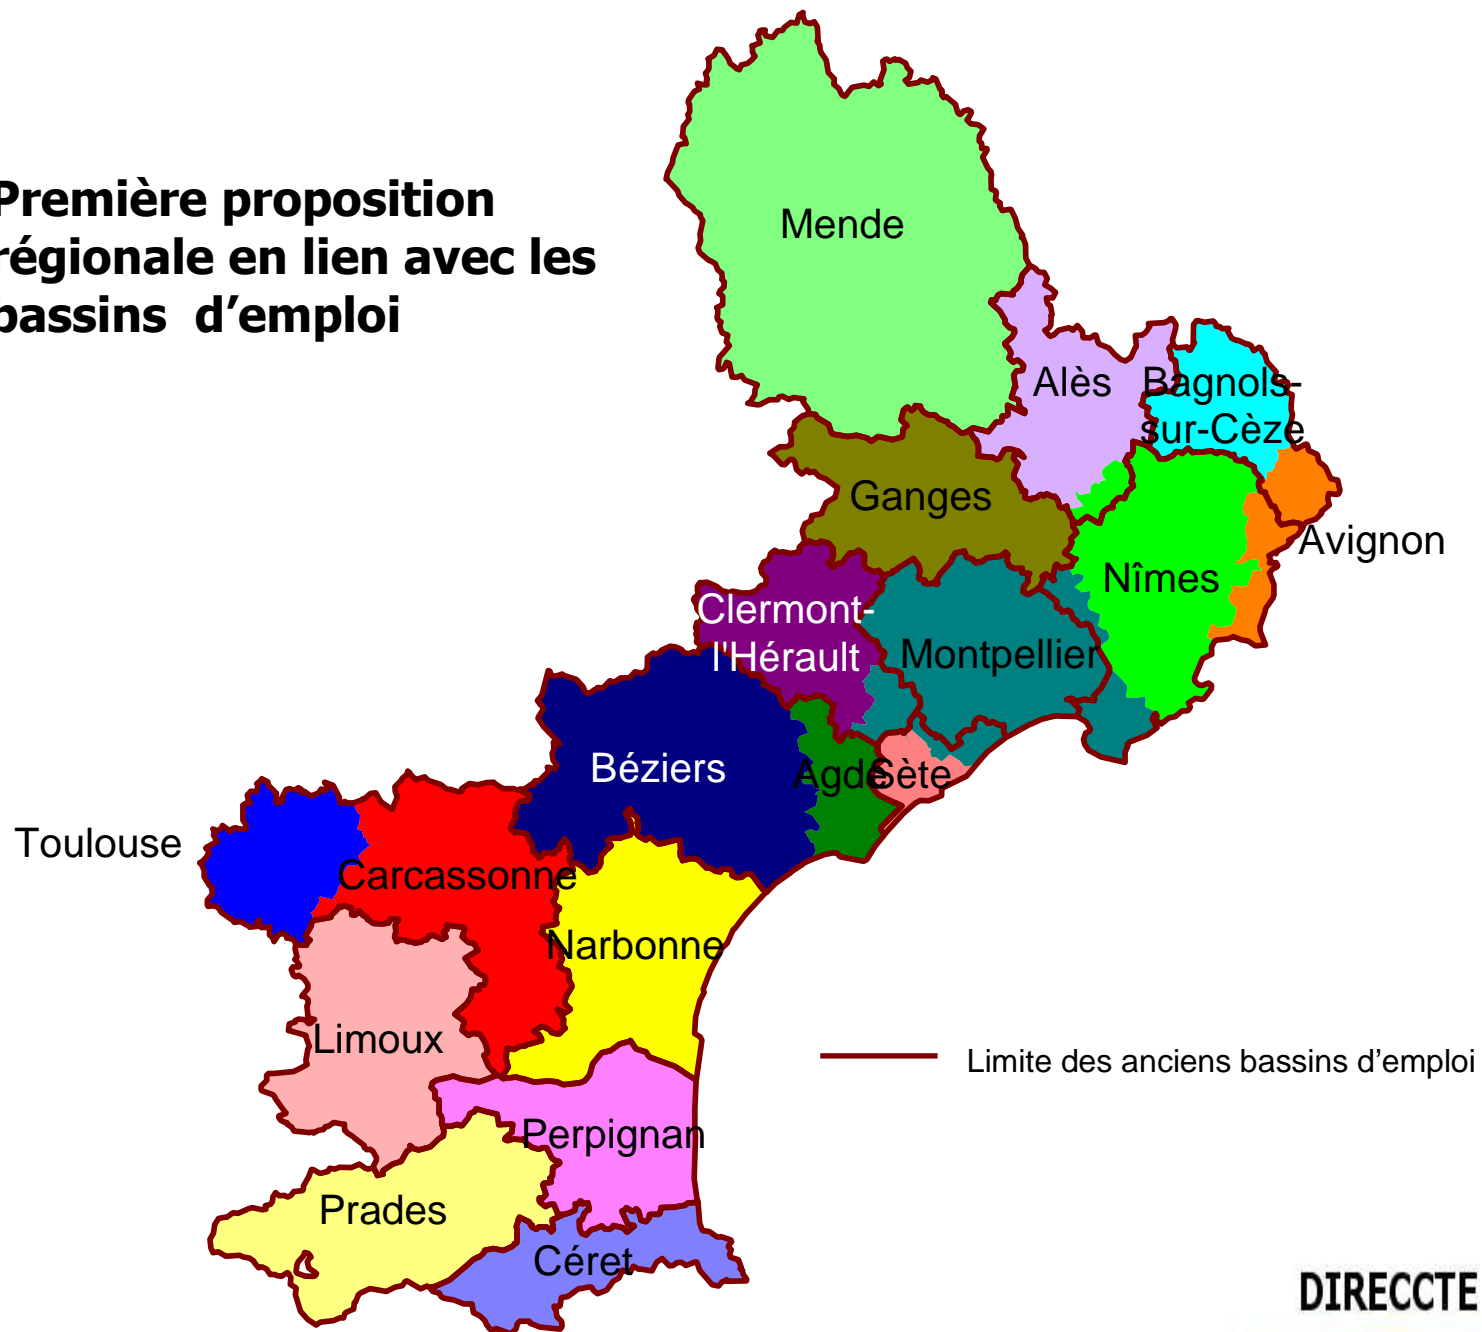 Première proposition
régionale en lien avec les
bassins d’emploi
Mende
Alès
Bagnols-
sur-Cèze
Ganges
Avignon
Nîmes
Clermont-
l'Hérault
Montpellier
Béziers
Agde
Sète
Toulouse
Carcassonne
Narbonne
Limoux
Limite des anciens bassins d’emploi
Perpignan
Prades
Céret
DIRECCTE